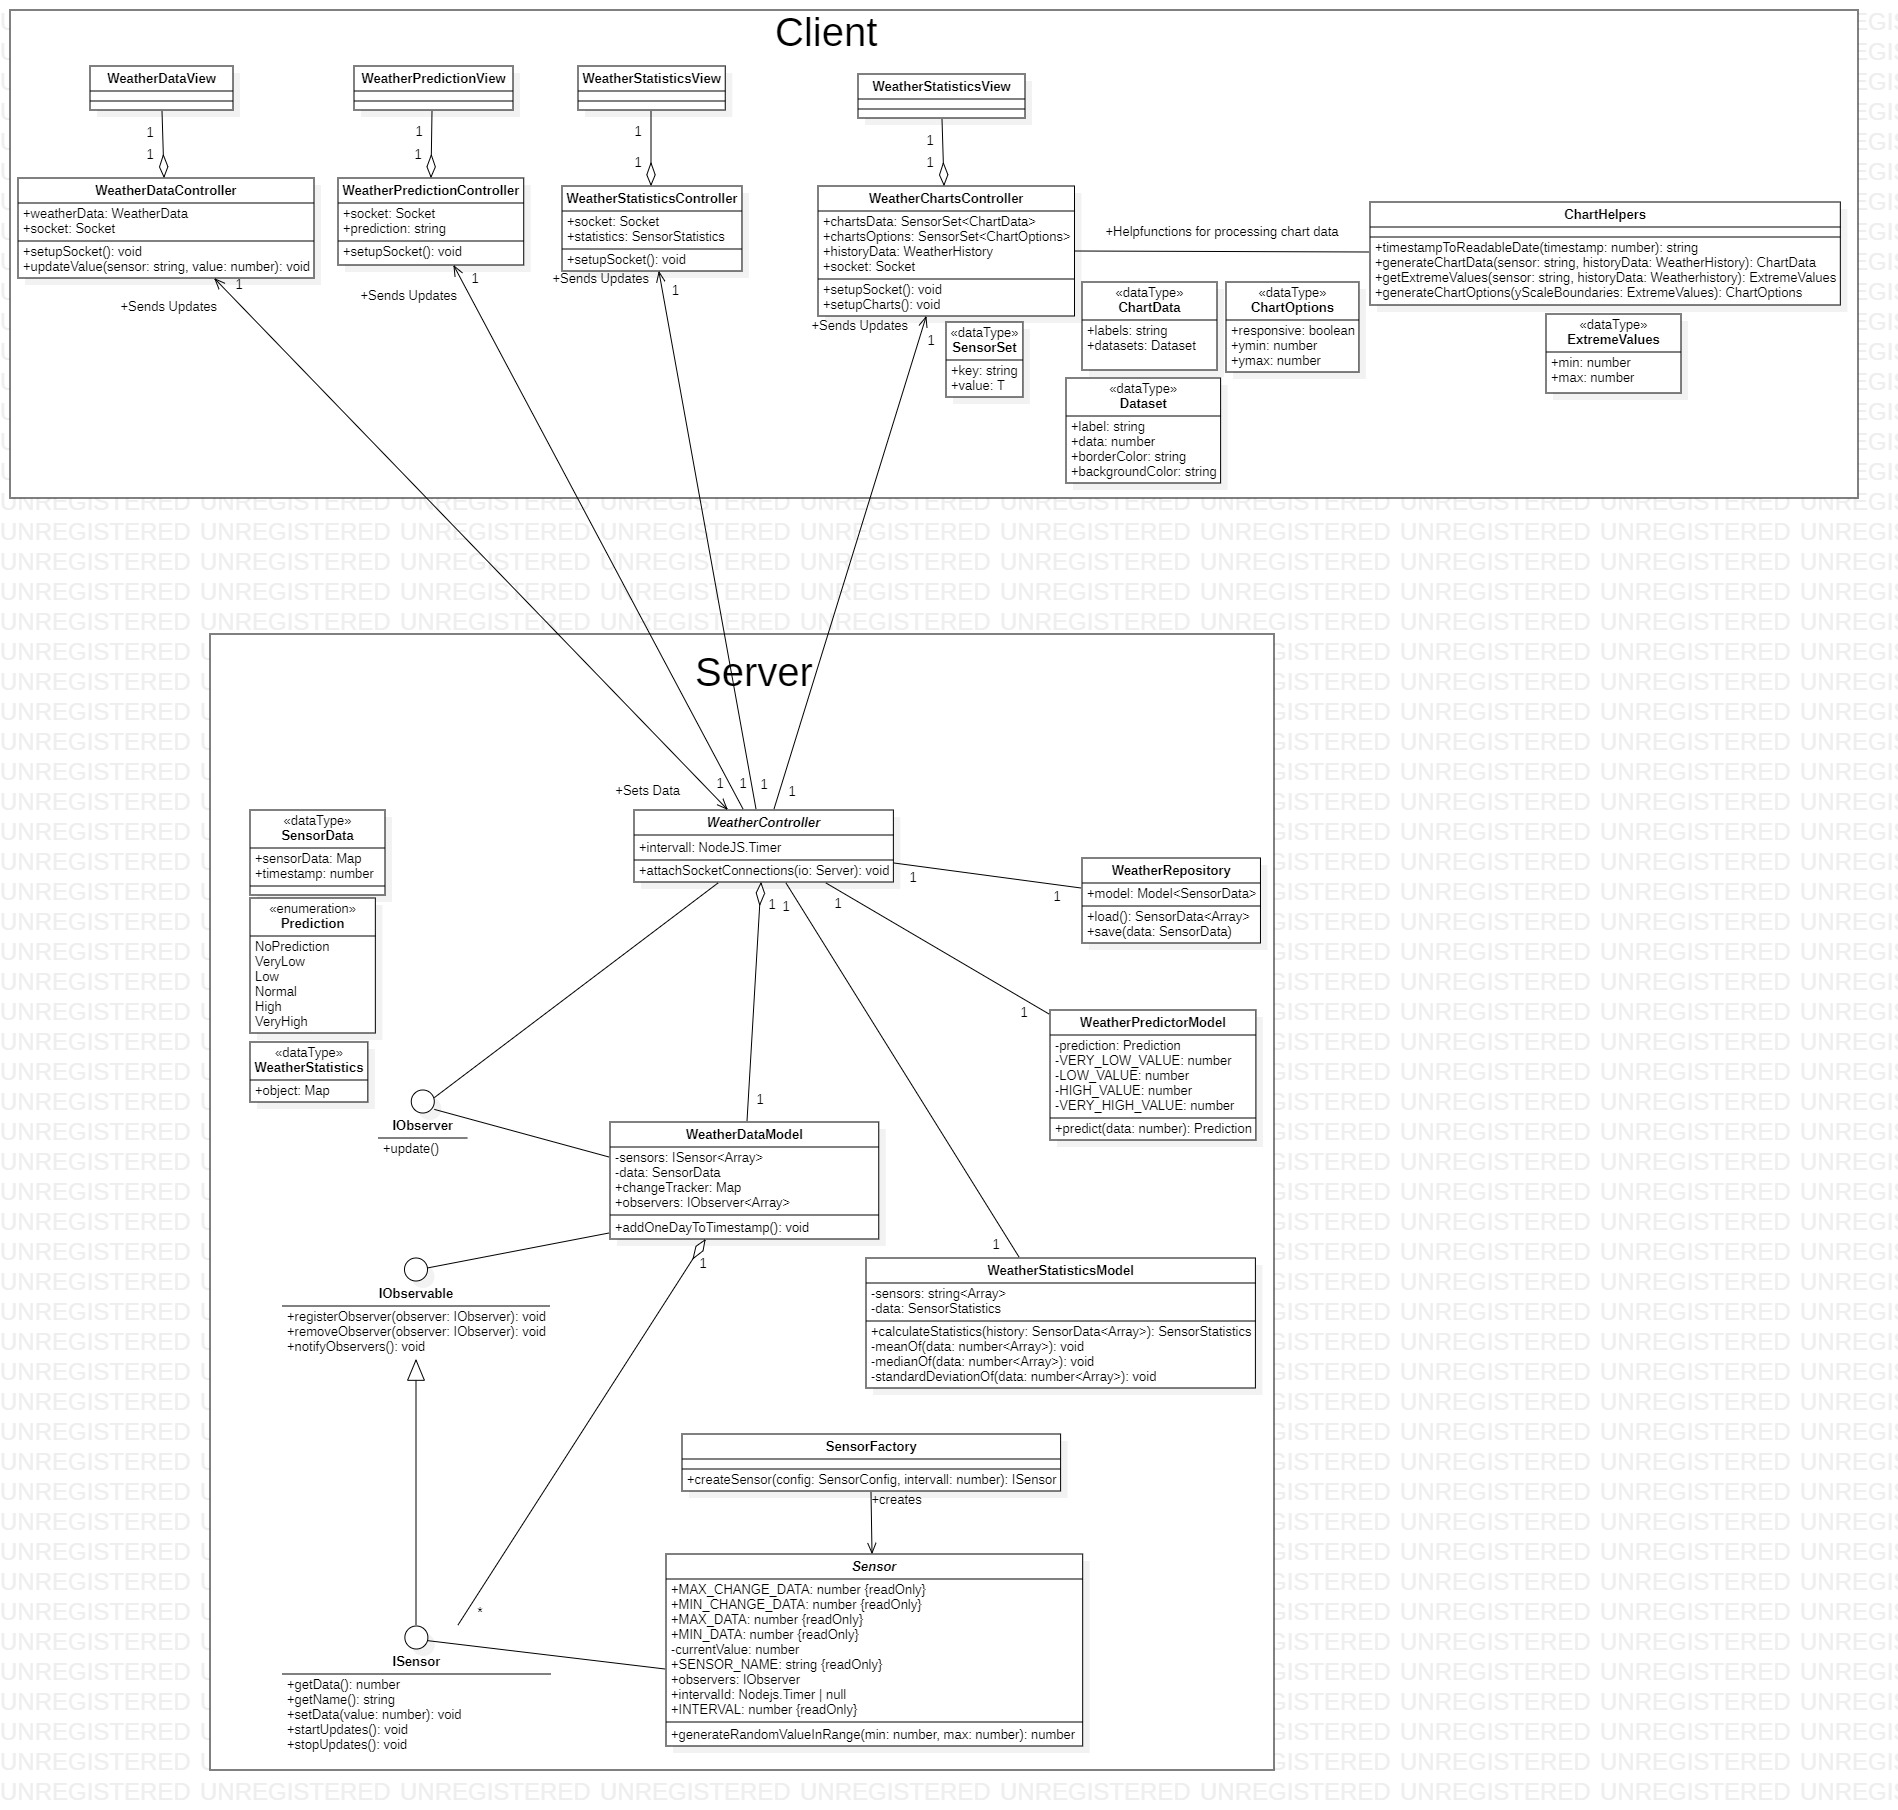 Client
WeatherDataView
1
1
WeatherDataController
+weatherData: WeatherData
+socket: Socket
+setupSocket(): void
+updateValue(sensor: string, value: number): void
1
+Sends Updates
WeatherPredictionView
1
1
WeatherPredictionController
+socket: Socket
+prediction: string
+setupSocket(): void
1
+Sends Updates
WeatherStatisticsView
1
1
WeatherStatisticsController
+socket: Socket
+statistics: SensorStatistics
+setupSocket(): void
+Sends Updates
1
WeatherStatisticsView
1
1
WeatherChartsController
+chartsData: SensorSet<ChartData>
+chartsOptions: SensorSet<ChartOptions>
+historyData: WeatherHistory
+socket: Socket
+setupSocket(): void
+setupCharts(): void
+Sends Updates
1
+Helpfunctions for processing chart data
ChartHelpers
+timestampToReadableDate(timestamp: number): string
+generateChartData(sensor: string, historyData: WeatherHistory): ChartData
+getExtremeValues(sensor: string, historyData: Weatherhistory): ExtremeValues
+generateChartOptions(yScaleBoundaries: ExtremeValues): ChartOptions
«dataType»
SensorSet
+key: string
+value: T
«dataType»
ChartData
+labels: string
+datasets: Dataset
«dataType»
ChartOptions
+responsive: boolean
+ymin: number
+ymax: number
«dataType»
ExtremeValues
+min: number
+max: number
«dataType»
Dataset
+label: string
+data: number
+borderColor: string
+backgroundColor: string
Server
+Sets Data
1
1
1
1
WeatherController
+intervall: NodeJS.Timer
+attachSocketConnections(io: Server): void
1
1
WeatherRepository
+model: Model<SensorData>
+load(): SensorData<Array>
+save(data: SensorData)
«dataType»
SensorData
+sensorData: Map
+timestamp: number
«enumeration»
Prediction
NoPrediction
VeryLow
Low
Normal
High
VeryHigh
«dataType»
WeatherStatistics
+object: Map
1
1
1
1
WeatherPredictorModel
-prediction: Prediction
-VERY_LOW_VALUE: number
-LOW_VALUE: number
-HIGH_VALUE: number
-VERY_HIGH_VALUE: number
+predict(data: number): Prediction
IObserver
+update()
1
WeatherDataModel
-sensors: ISensor<Array>
-data: SensorData
+changeTracker: Map
+observers: IObserver<Array>
+addOneDayToTimestamp(): void
1
1
WeatherStatisticsModel
-sensors: string<Array>
-data: SensorStatistics
+calculateStatistics(history: SensorData<Array>): SensorStatistics
-meanOf(data: number<Array>): void
-medianOf(data: number<Array>): void
-standardDeviationOf(data: number<Array>): void
IObservable
+registerObserver(observer: IObserver): void
+removeObserver(observer: IObserver): void
+notifyObservers(): void
SensorFactory
+createSensor(config: SensorConfig, intervall: number): ISensor
+creates
Sensor
+MAX_CHANGE_DATA: number {readOnly}
+MIN_CHANGE_DATA: number {readOnly}
+MAX_DATA: number {readOnly}
+MIN_DATA: number {readOnly}
-currentValue: number
+SENSOR_NAME: string {readOnly}
+observers: IObserver
+intervalId: Nodejs.Timer | null
+INTERVAL: number {readOnly}
+generateRandomValueInRange(min: number, max: number): number
*
ISensor
+getData(): number
+getName(): string
+setData(value: number): void
+startUpdates(): void
+stopUpdates(): void
UNREGISTERED